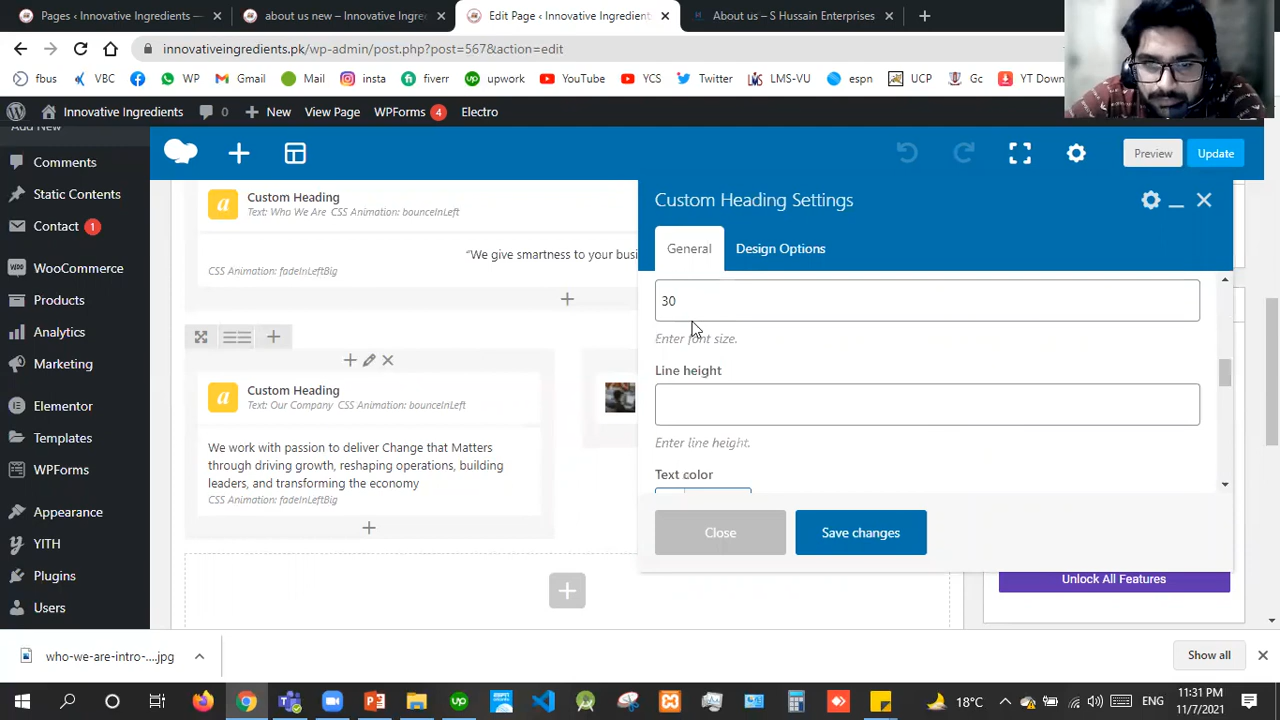 Pages ‹ Innovative Ingredients —
about us new – Innovative Ingre
Edit Page ‹ Innovative Ingredient
About us – S Hussain Enterprises
innovativeingredients.pk/wp-admin/post.php?post=567&action=edit
fbus
VBC
WP
Gmail
Mail
insta
fiverr
upwork
YouTube
YCS
Twitter
LMS-VU
espn
UCP
Gc
YT Down
Innovative Ingredients
0
New
View Page
WPForms 4
Electro
Add New
Comments
Static Contents
Contact 1
WooCommerce
Products
Analytics
Marketing
Elementor
Templates
WPForms
Appearance
YITH
Plugins
Users
Preview
Update
Custom Heading
Text: Who We Are CSS Animation: bounceInLeft
“We give smartness to your busi
CSS Animation: fadeInLeftBig
Custom Heading
Text: Our Company CSS Animation: bounceInLeft
We work with passion to deliver Change that Matters
through driving growth, reshaping operations, building
leaders, and transforming the economy
CSS Animation: fadeInLeftBig
Custom Heading Settings
General
Design Options
30
Enter font size.
Line height
Enter line height.
Text color
Close
Save changes
Unlock All Features
who-we-are-intro-....jpg
Show all
18°C
ENG
11:31 PM
11/7/2021